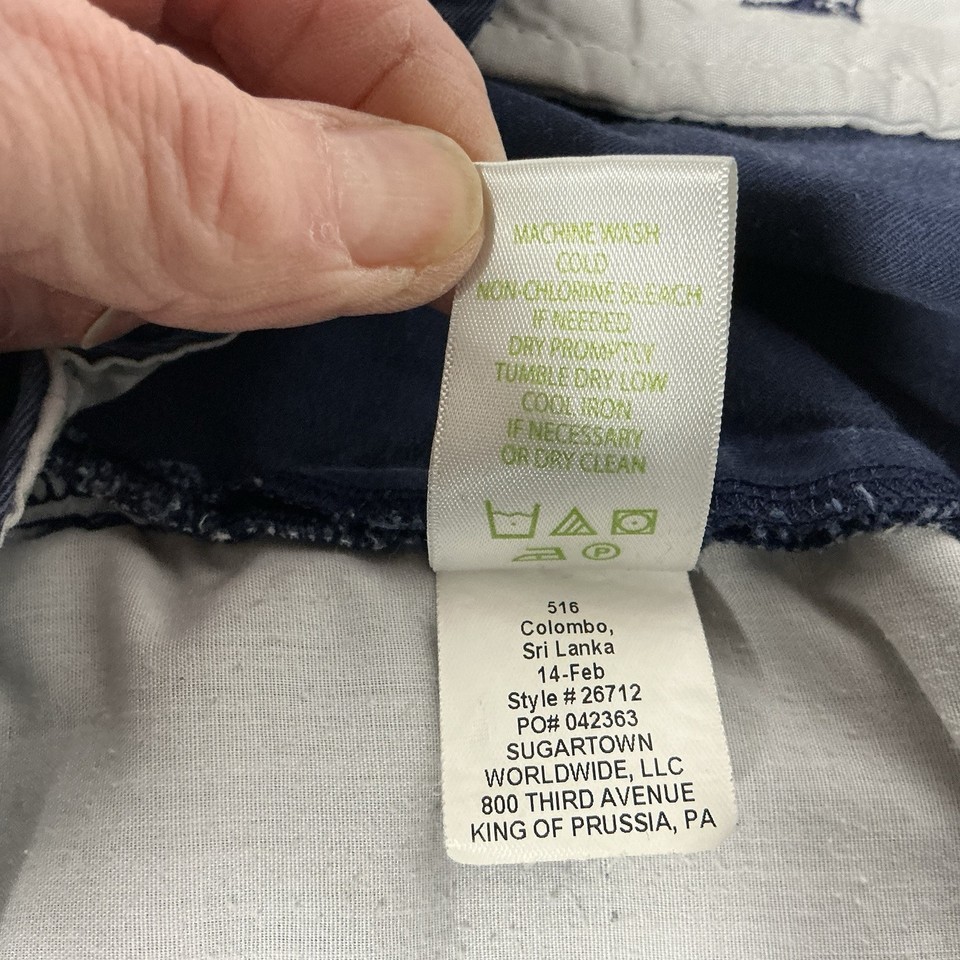 MACHINE WASH
COLD
NON-CHLORINE BLEACH
IF NEEDED
DRY PROMPTLY
TUMBLE DRY LOW
COOL IRON
IF NECESSARY
OR DRY CLEAN
P
516
Colombo,
Sri Lanka
14-Feb
Style # 26712
PO# 042363
SUGARTOWN
WORLDWIDE, LLC
800 THIRD AVENUE
KING OF PRUSSIA, PA